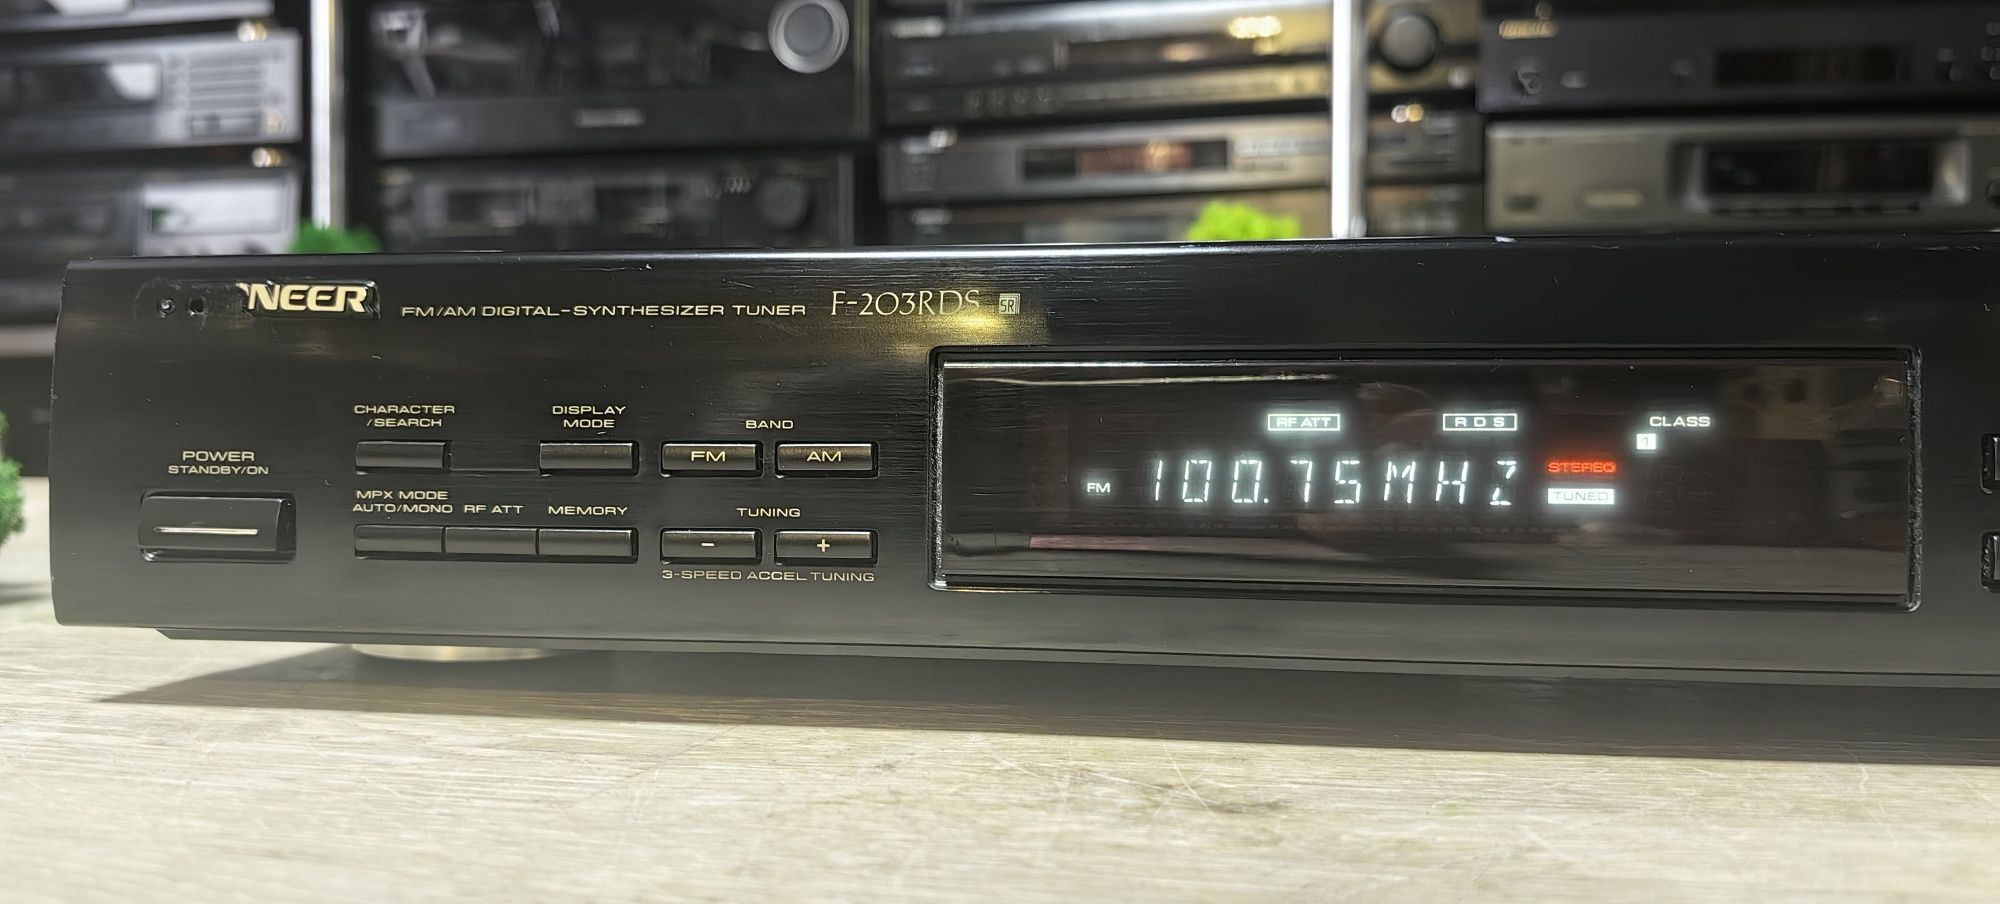 NEER FM/AM DIGITAL-SYNTHESIZER TUNER F-203RDS SR
CHARACTER
/SEARCH
DISPLAY
MODE
BAND
FM AM
POWER
STANDBY/ON
MPX MODE
AUTO/MONO
RF ATT
MEMORY
TUNING
- +
3-SPEED ACCEL TUNING
RF ATT
RDS
CLASS
1
FM 100.75MHZ
STEREO
TUNED